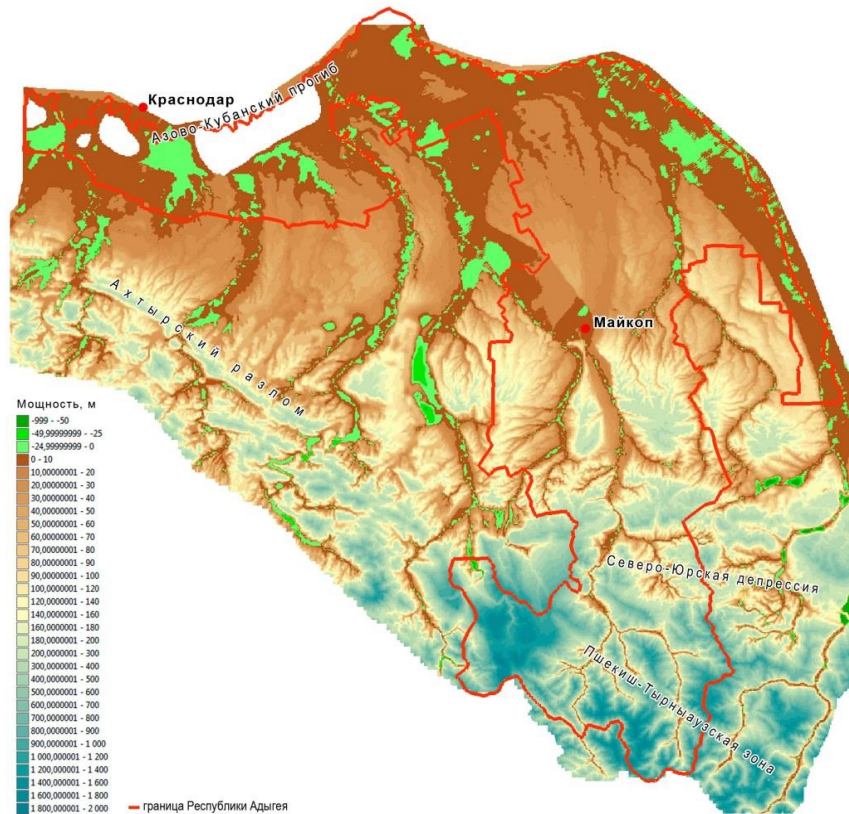 Краснодар
Азово-Кубанский прогиб
Майкоп
Ахтырский разлом
Северо-Юрская депрессия
Пшекиш-Тырныаузская зона
Мощность, м
-999 - -50
-49,99999999 - -25
-24,99999999 - 0
0 - 10
10,00000001 - 20
20,00000001 - 30
30,00000001 - 40
40,00000001 - 50
50,00000001 - 60
60,00000001 - 70
70,00000001 - 80
80,00000001 - 90
90,00000001 - 100
100,0000001 - 120
120,0000001 - 140
140,0000001 - 160
160,0000001 - 180
180,0000001 - 200
200,0000001 - 300
300,0000001 - 400
400,0000001 - 500
500,0000001 - 600
600,0000001 - 700
700,0000001 - 800
800,0000001 - 900
900,0000001 - 1 000
1 000,000001 - 1 200
1 200,000001 - 1 400
1 400,000001 - 1 600
1 600,000001 - 1 800
1 800,000001 - 2 000
граница Республики Адыгея